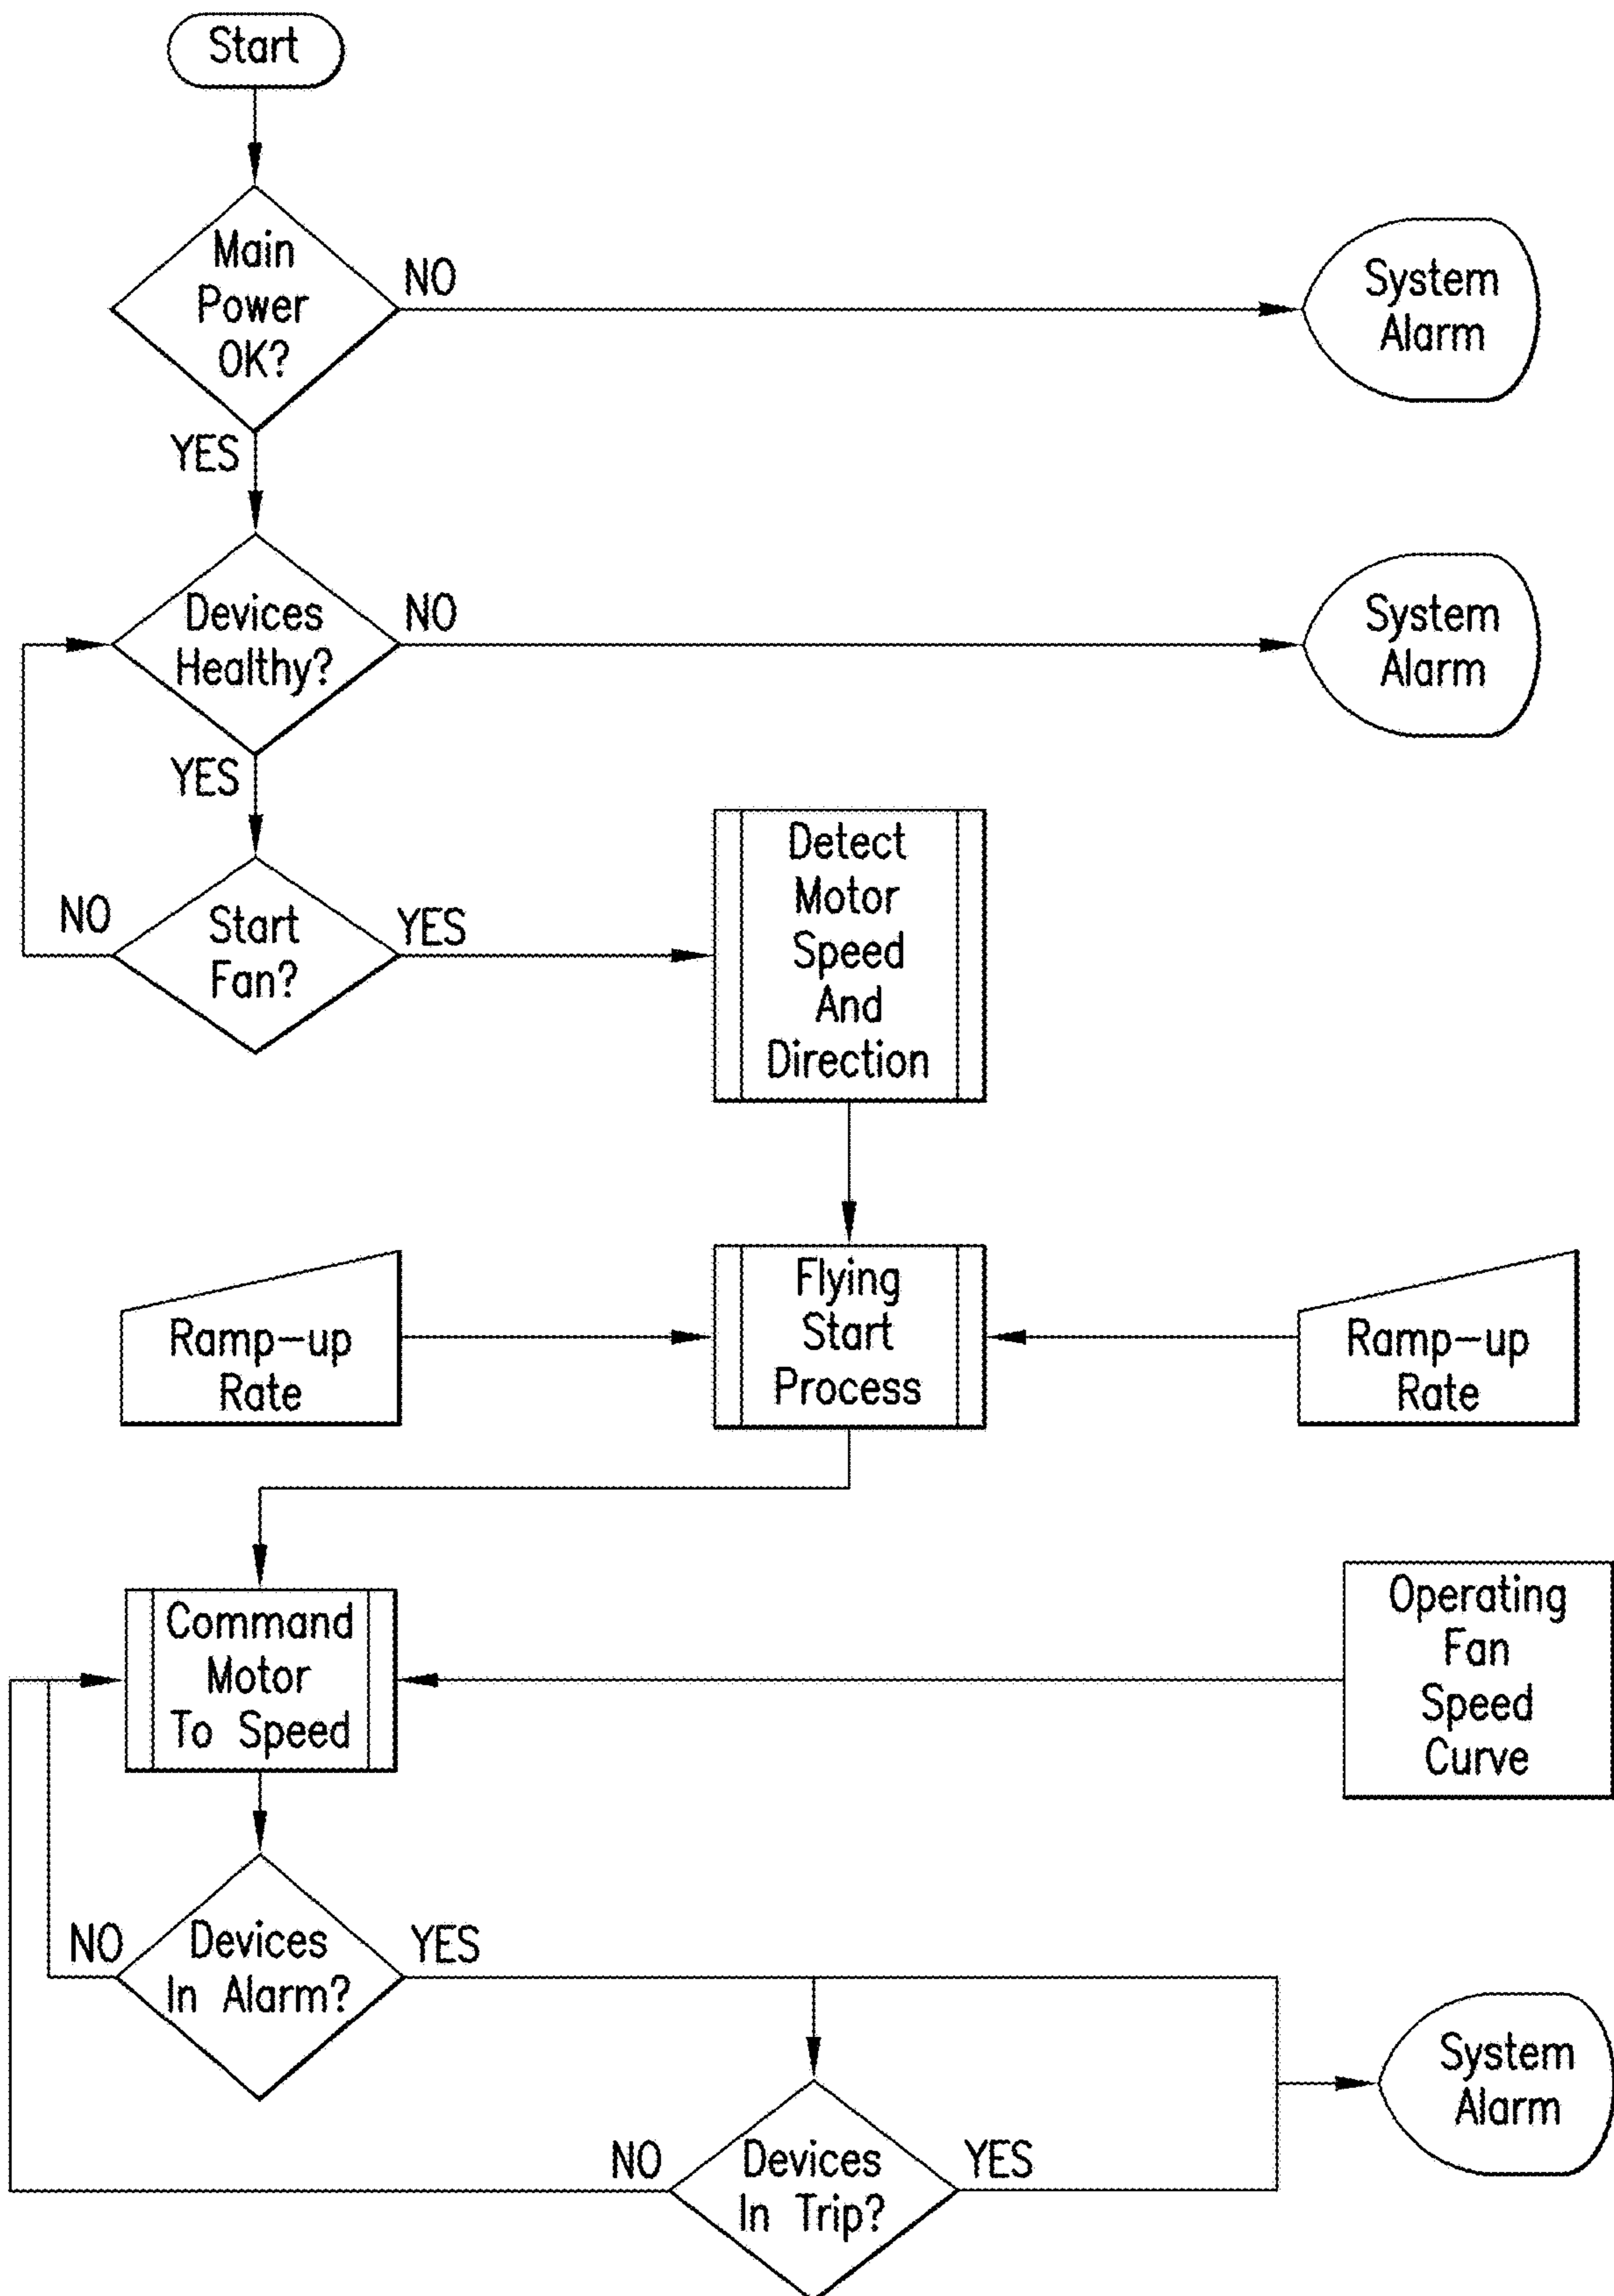 Start
Main
Power
OK?
NO
System
Alarm
YES
Devices
Healthy?
NO
System
Alarm
YES
Start
Fan?
NO
YES
Detect
Motor
Speed
And
Direction
Ramp-up
Rate
Flying
Start
Process
Ramp-up
Rate
Command
Motor
To Speed
Operating
Fan
Speed
Curve
NO
Devices
In Alarm?
YES
System
Alarm
NO
Devices
In Trip?
YES